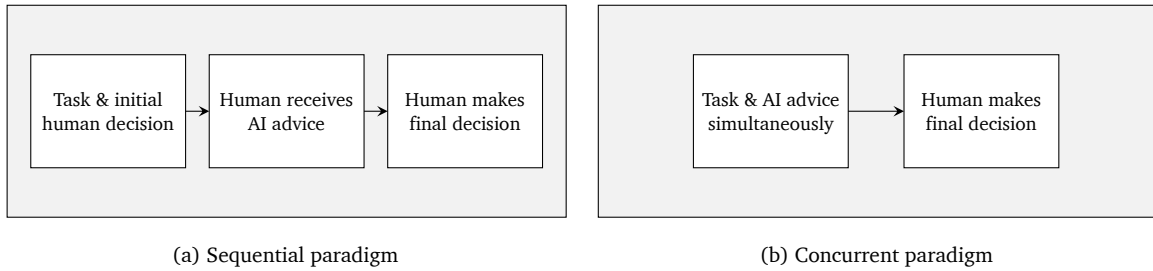 Task & initial
human decision
Human receives
AI advice
Human makes
final decision
(a) Sequential paradigm
Task & AI advice
simultaneously
Human makes
final decision
(b) Concurrent paradigm